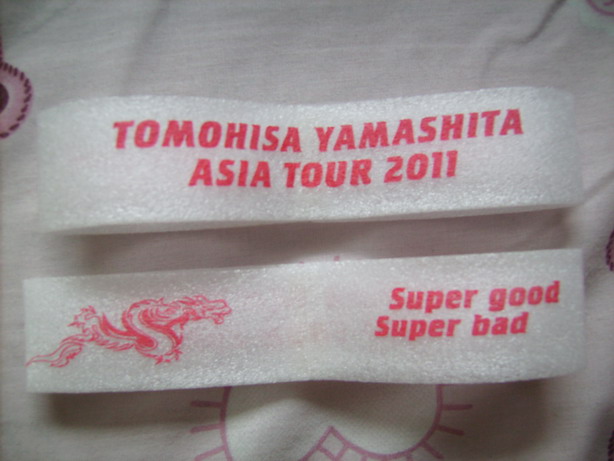 TOMOHISA YAMASHITA
ASIA TOUR 2011
Super good
Super bad